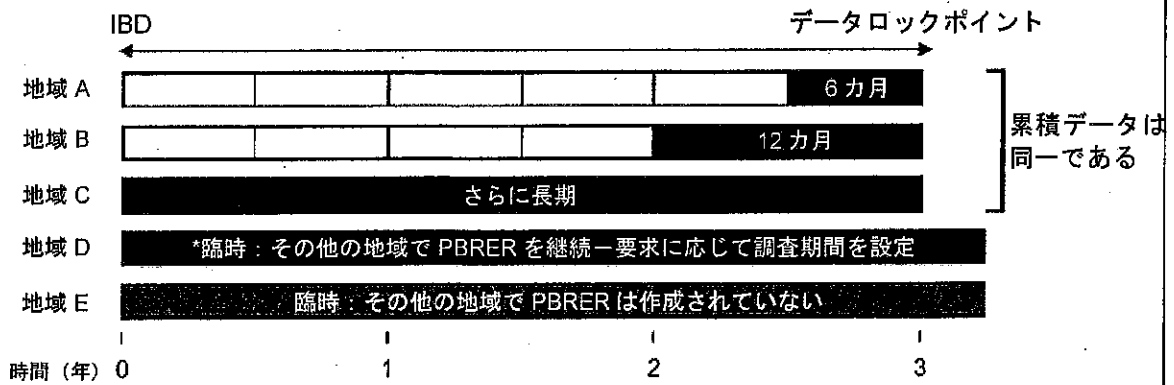 IBD データロックポイント
地域 A 6 カ月
地域 B 12 カ月
地域 C さらに長期
累積データは
同一である
地域 D *臨時：その他の地域で PBRER を継続－要求に応じて調査期間を設定
地域 E 臨時：その他の地域で PBRER は作成されていない
時間（年） 0 1 2 3